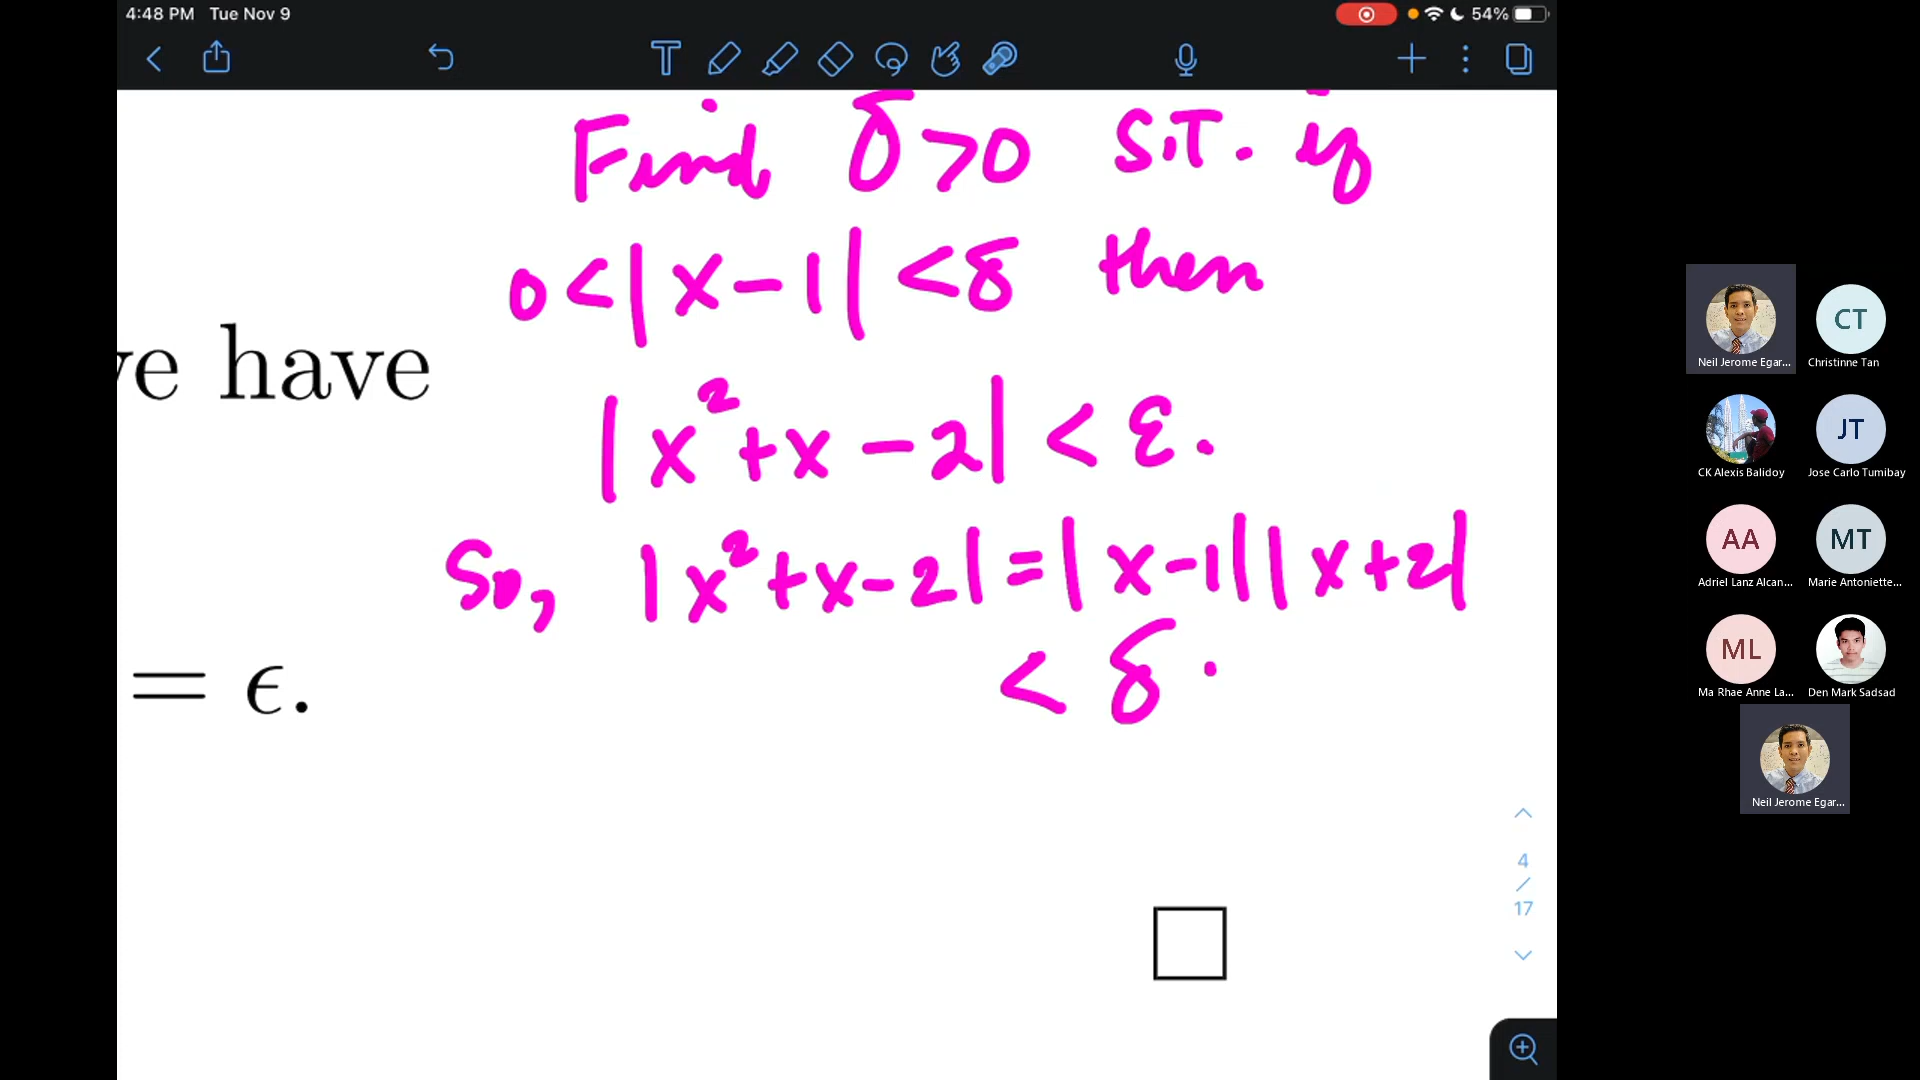 4:48 PM Tue Nov 9
54%
T
Find δ>0 s.t. if
0<|x-1|<δ then
ve have
|x²+x-2|<ε.
So, |x²+x-2|=|x-1||x+2|
<δ·
= ϵ.
4
/
17
Neil Jerome Egar...
CT
Christinne Tan
CK Alexis Balidoy
JT
Jose Carlo Tumibay
AA
Adriel Lanz Alcan...
MT
Marie Antoniette...
ML
Ma Rhae Anne La...
Den Mark Sadsad
Neil Jerome Egar...